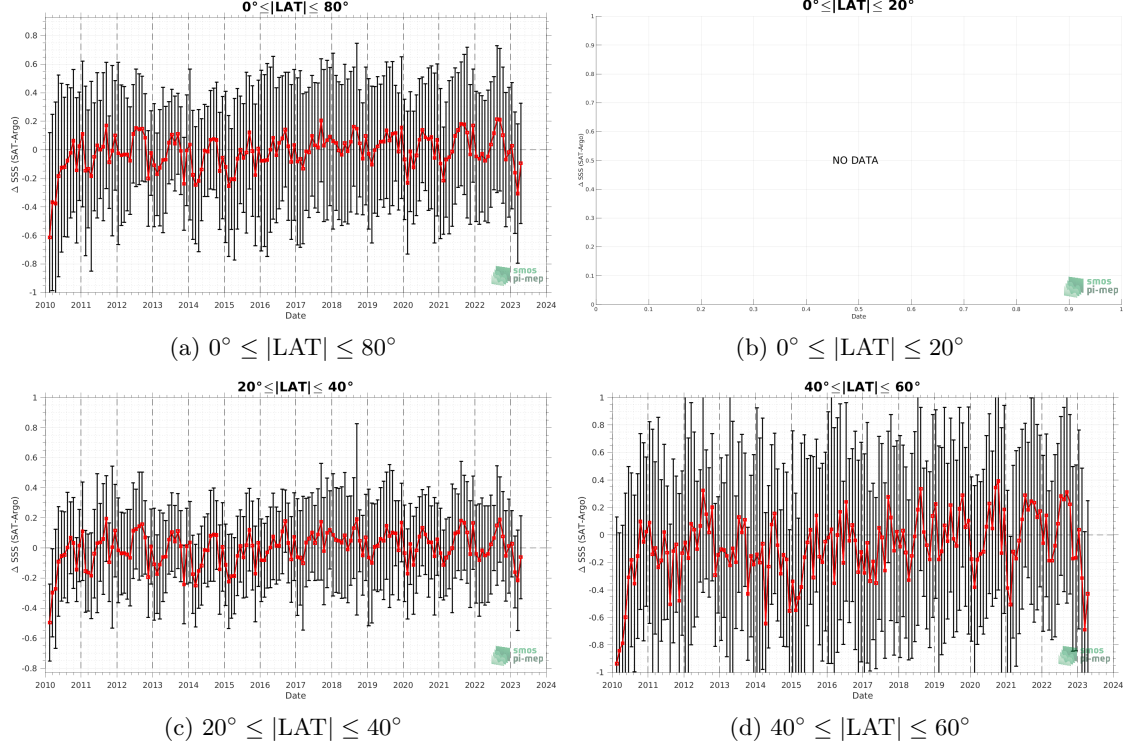 0°≤|LAT|≤ 80°
Δ SSS (SAT-Argo)
0.8
0.6
0.4
0.2
0
-0.2
-0.4
-0.6
-0.8
-1
2010 2011 2012 2013 2014 2015 2016 2017 2018 2019 2020 2021 2022 2023 2024
Date
smos
pi-mep
(a) 0° ≤ |LAT| ≤ 80°
0°≤|LAT|≤ 20°
Δ SSS (SAT-Argo)
1
0.9
0.8
0.7
0.6
0.5
0.4
0.3
0.2
0.1
0
NO DATA
0 0.1 0.2 0.3 0.4 0.5 0.6 0.7 0.8 0.9 1
Date
smos
pi-mep
(b) 0° ≤ |LAT| ≤ 20°
20°≤|LAT|≤ 40°
Δ SSS (SAT-Argo)
1
0.8
0.6
0.4
0.2
0
-0.2
-0.4
-0.6
-0.8
2010 2011 2012 2013 2014 2015 2016 2017 2018 2019 2020 2021 2022 2023 2024
Date
smos
pi-mep
(c) 20° ≤ |LAT| ≤ 40°
40°≤|LAT|≤ 60°
Δ SSS (SAT-Argo)
1
0.8
0.6
0.4
0.2
0
-0.2
-0.4
-0.6
-0.8
-1
2010 2011 2012 2013 2014 2015 2016 2017 2018 2019 2020 2021 2022 2023 2024
Date
smos
pi-mep
(d) 40° ≤ |LAT| ≤ 60°